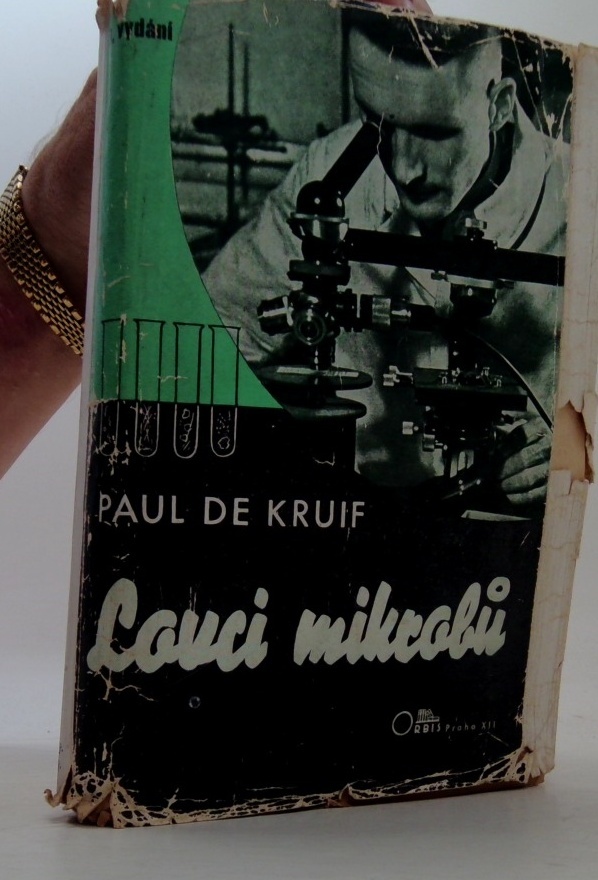 vydání
PAUL DE KRUIF
Lovci mikrobů
ORBIS Praha XII